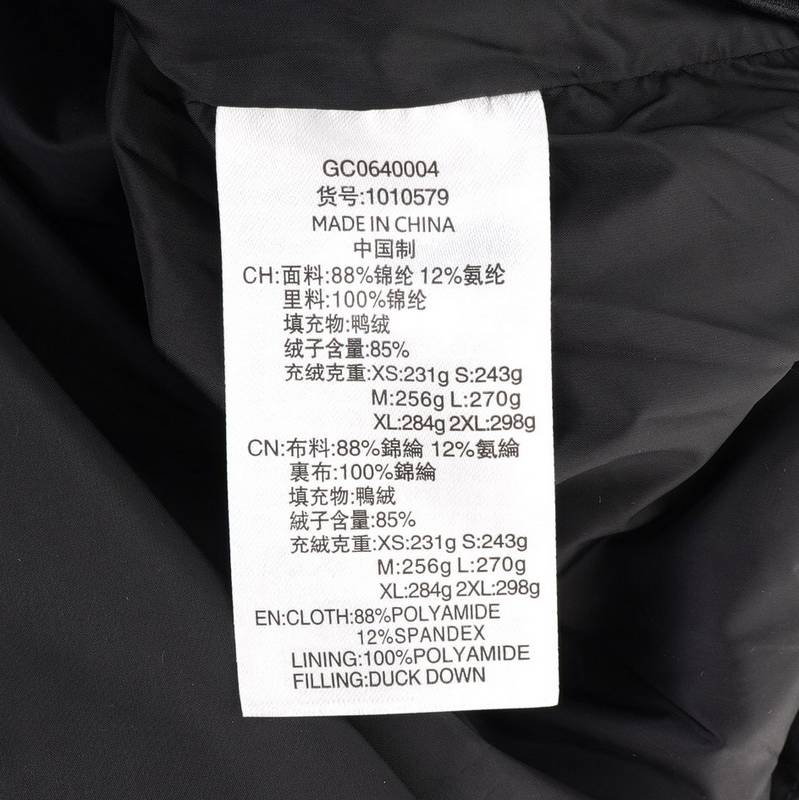 GC0640004
货号:1010579
MADE IN CHINA
中国制
CH:面料:88%锦纶 12%氨纶
里料:100%锦纶
填充物:鸭绒
绒子含量:85%
充绒克重:XS:231g S:243g
M:256g L:270g
XL:284g 2XL:298g
CN:布料:88%錦綸 12%氨綸
裏布:100%錦綸
填充物:鴨絨
絨子含量:85%
充絨克重:XS:231g S:243g
M:256g L:270g
XL:284g 2XL:298g
EN:CLOTH:88%POLYAMIDE
12%SPANDEX
LINING:100%POLYAMIDE
FILLING:DUCK DOWN